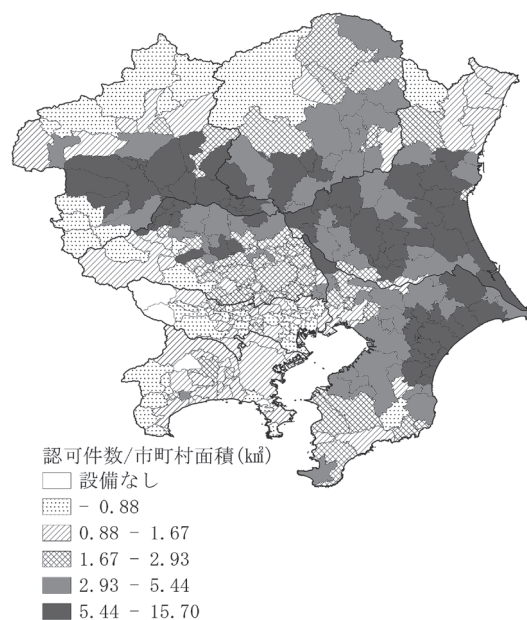 認可件数/市町村面積(㎢)
設備なし
- 0.88
0.88 - 1.67
1.67 - 2.93
2.93 - 5.44
5.44 - 15.70